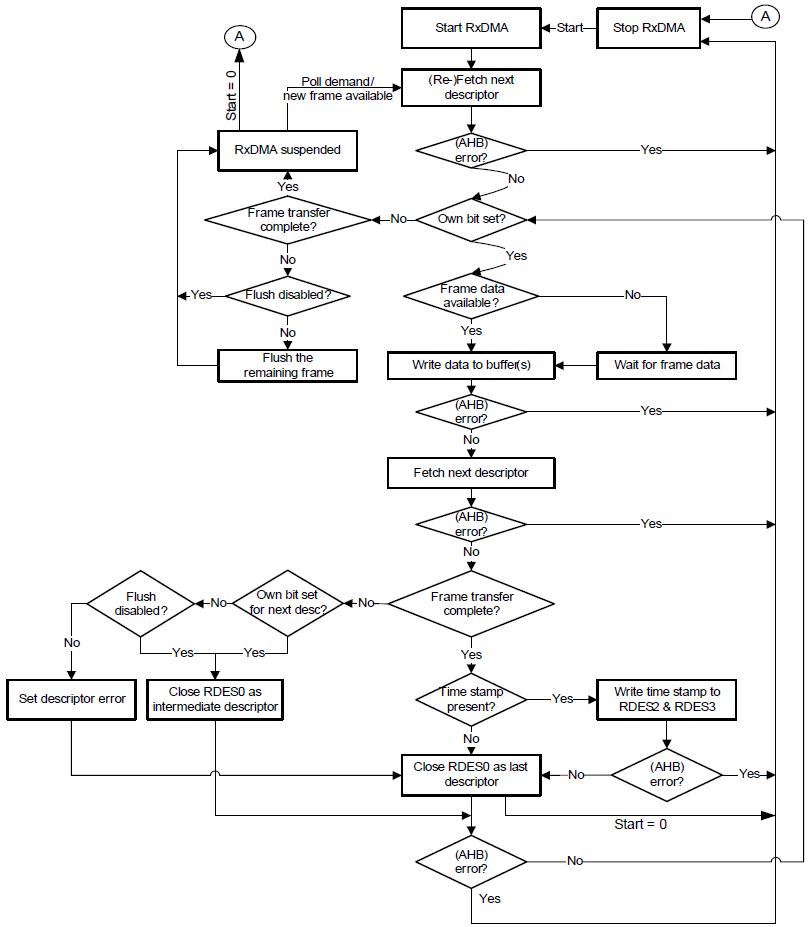 A
Start RxDMA
Start
Stop RxDMA
A
Start = 0
Poll demand/
new frame available
(Re-)Fetch next
descriptor
RxDMA suspended
(AHB)
error?
Yes
No
Yes
Frame transfer
complete?
No
Own bit set?
No
Yes
Yes
Flush disabled?
Frame data
available?
No
No
Yes
Flush the
remaining frame
Write data to buffer(s)
Wait for frame data
(AHB)
error?
Yes
No
Fetch next descriptor
(AHB)
error?
Yes
No
Flush
disabled?
No
Own bit set
for next desc?
No
Frame transfer
complete?
No
Yes
Yes
Yes
Set descriptor error
Close RDES0 as
intermediate descriptor
Time stamp
present?
Yes
Write time stamp to
RDES2 & RDES3
No
Close RDES0 as last
descriptor
No
(AHB)
error?
Yes
Start = 0
(AHB)
error?
No
Yes